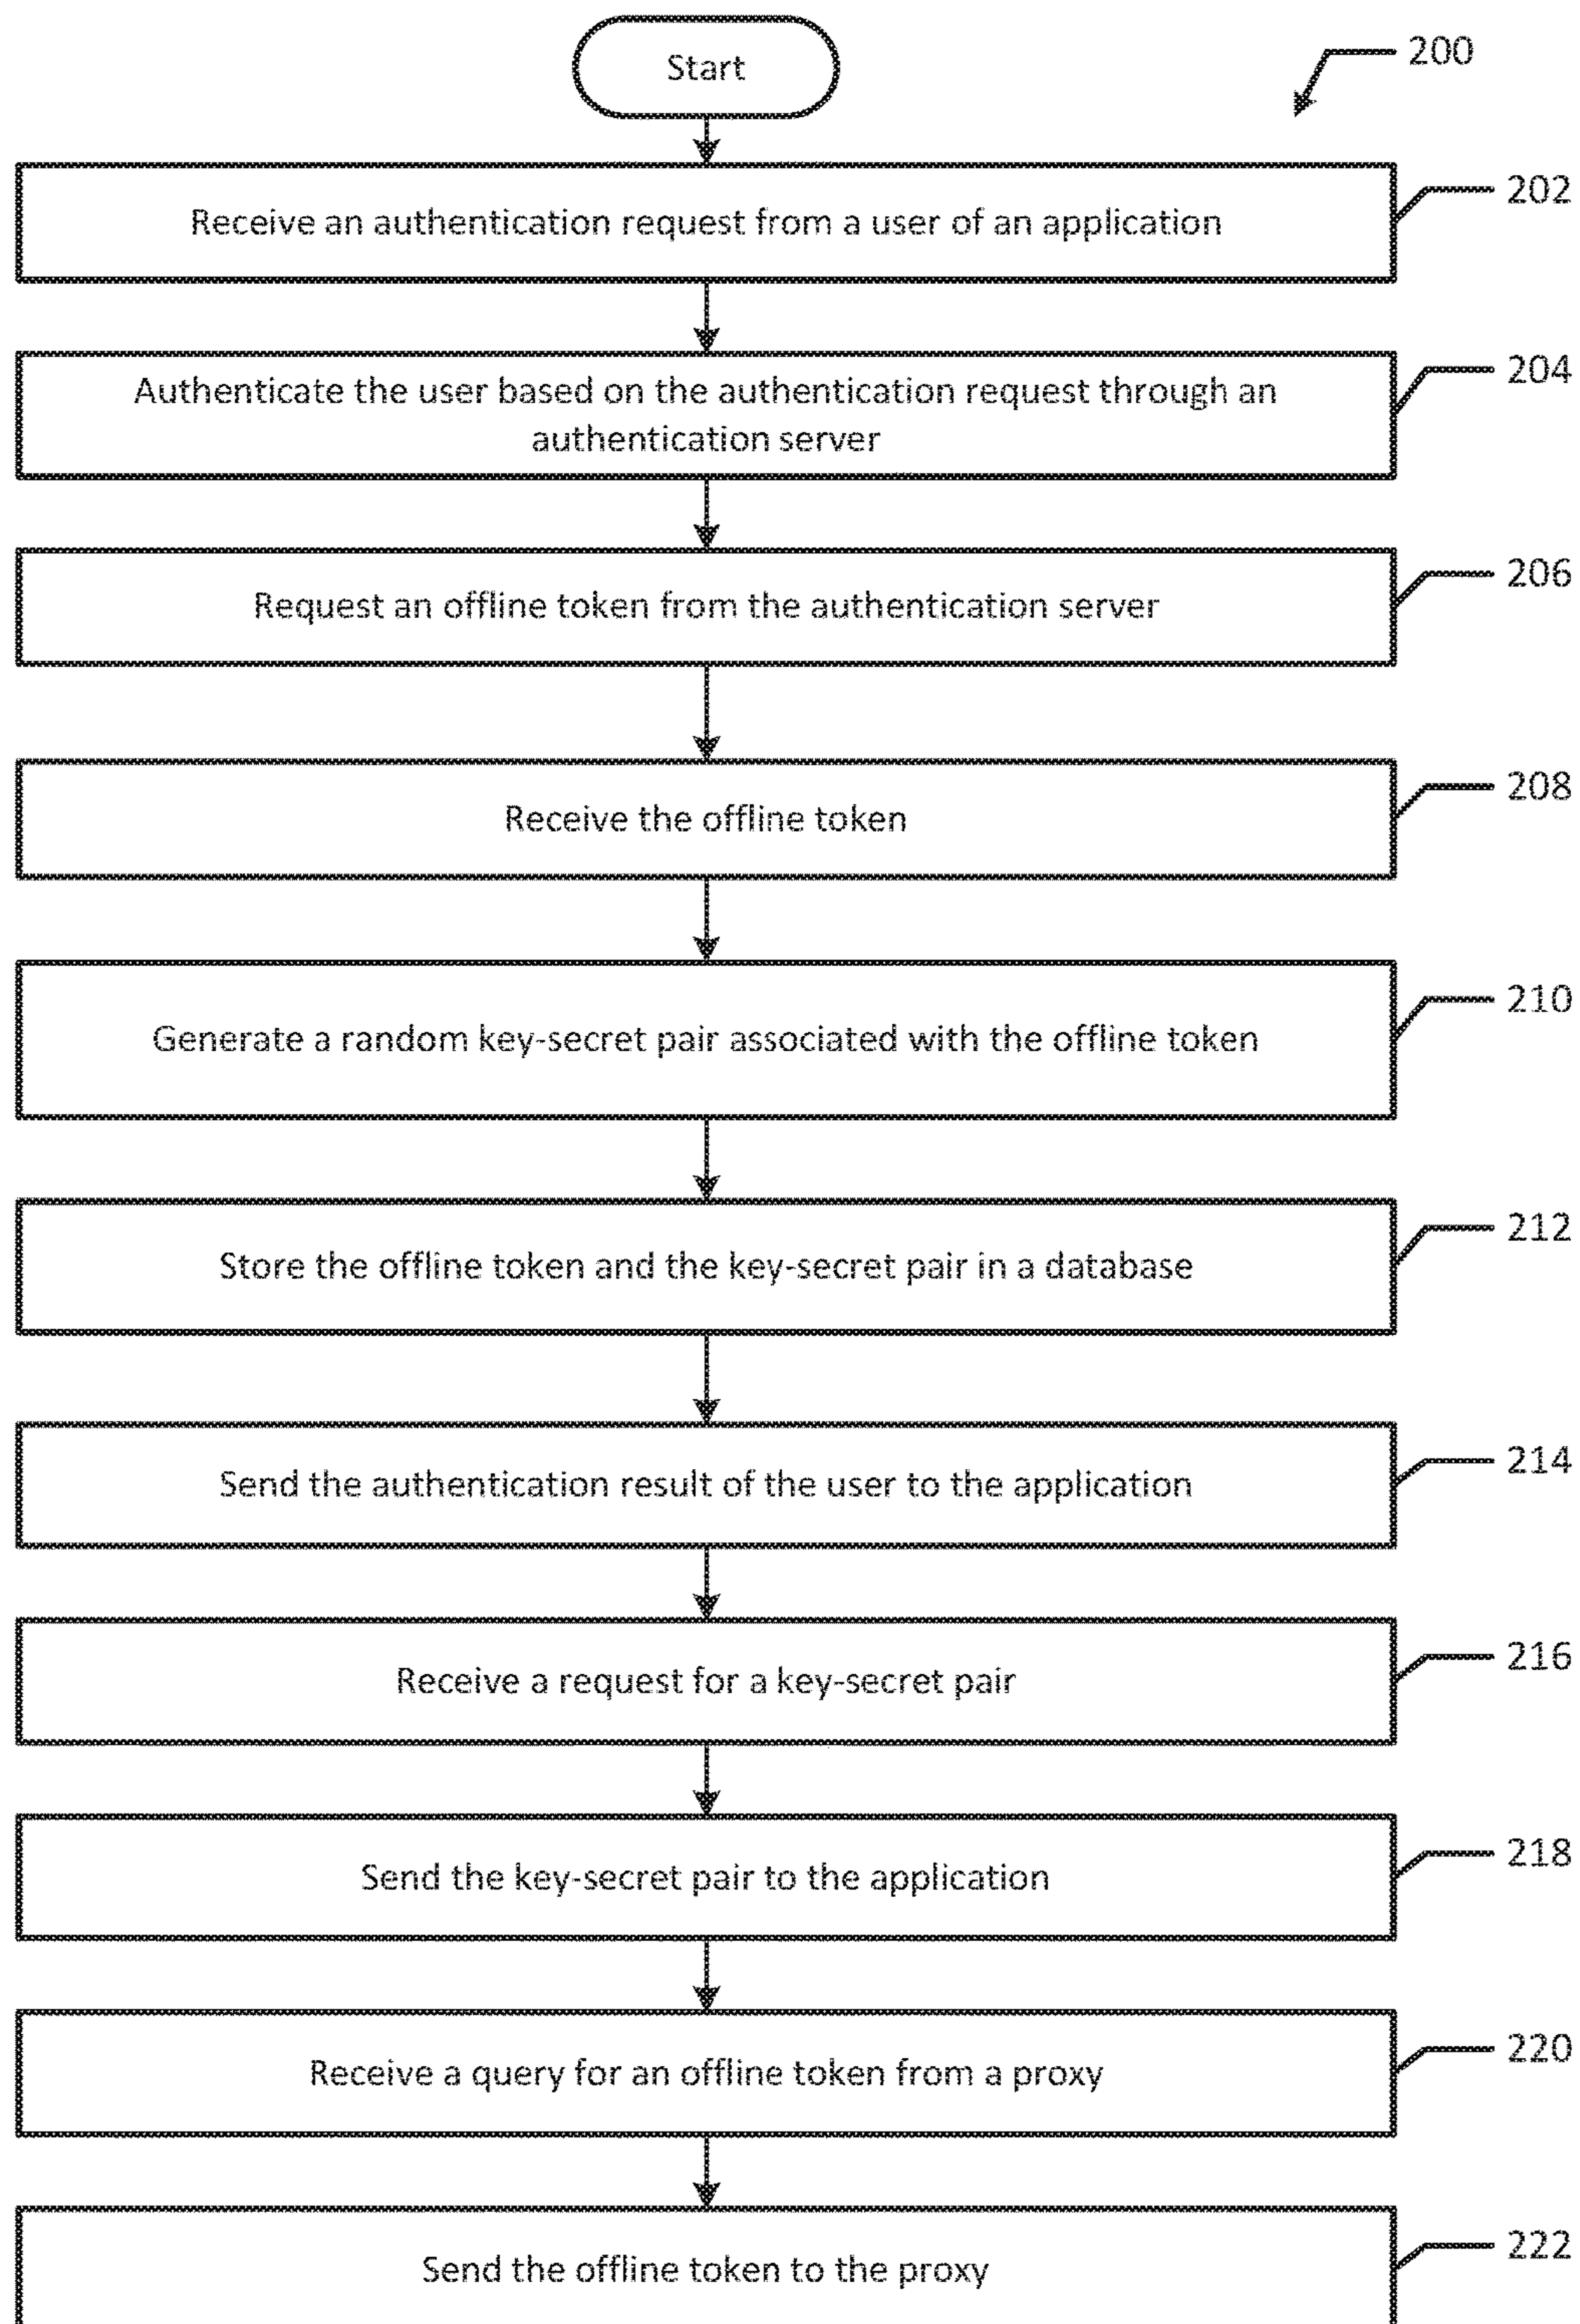 Start
200
Receive an authentication request from a user of an application
202
Authenticate the user based on the authentication request through an
authentication server
204
Request an offline token from the authentication server
206
Receive the offline token
208
Generate a random key-secret pair associated with the offline token
210
Store the offline token and the key-secret pair in a database
212
Send the authentication result of the user to the application
214
Receive a request for a key-secret pair
216
Send the key-secret pair to the application
218
Receive a query for an offline token from a proxy
220
Send the offline token to the proxy
222